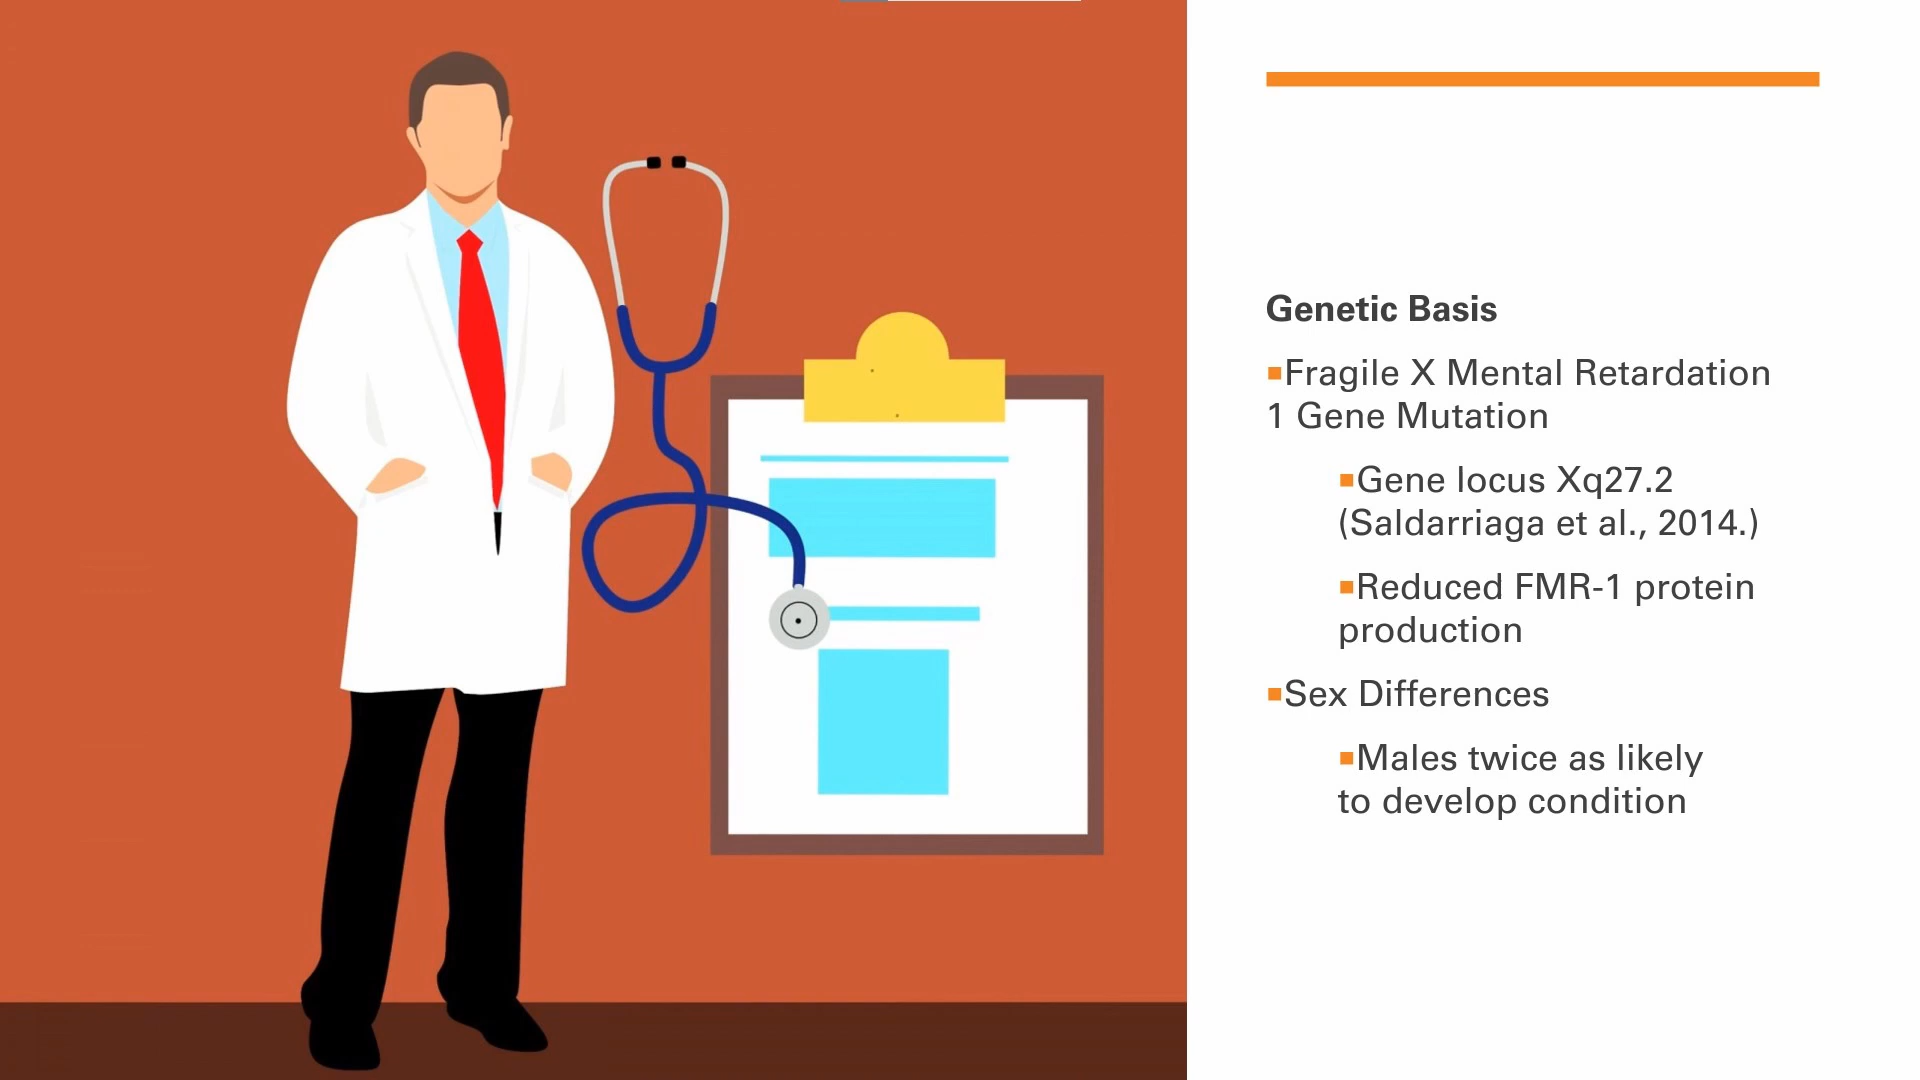 Genetic Basis
▪Fragile X Mental Retardation
1 Gene Mutation
▪Gene locus Xq27.2
(Saldarriaga et al., 2014.)
▪Reduced FMR-1 protein
production
▪Sex Differences
▪Males twice as likely
to develop condition